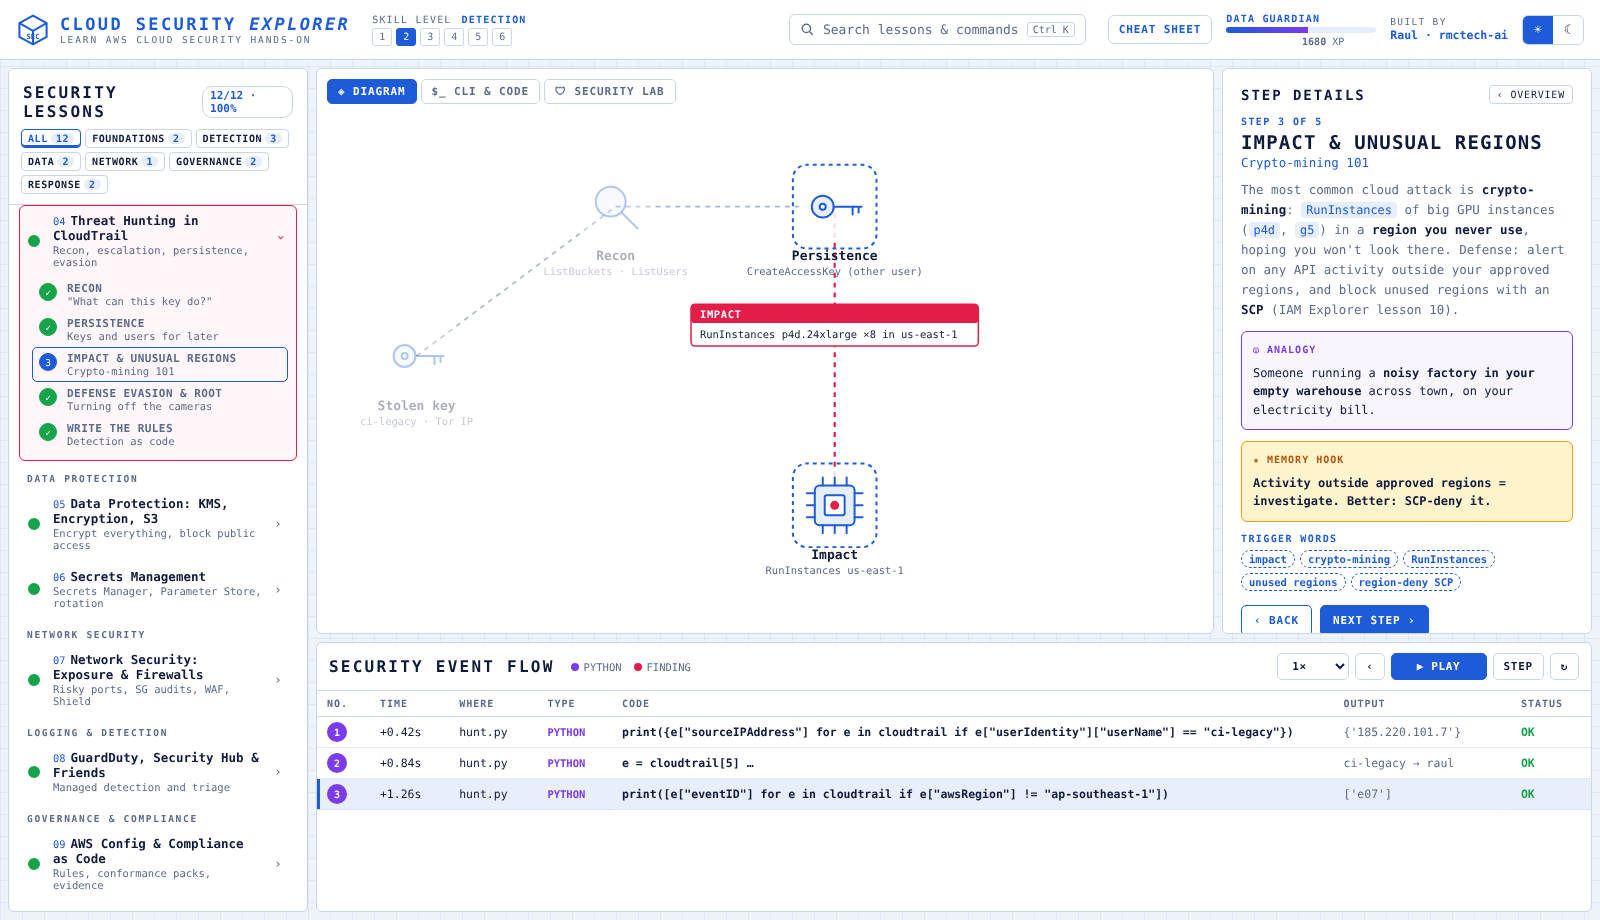 SEC
CLOUD SECURITY EXPLORER
LEARN AWS CLOUD SECURITY HANDS-ON
SKILL LEVEL DETECTION
1 2 3 4 5 6
Search lessons & commands Ctrl K
CHEAT SHEET
DATA GUARDIAN
1680 XP
BUILT BY
Raul · rmctech-ai
SECURITY LESSONS
12/12 · 100%
ALL 12 FOUNDATIONS 2 DETECTION 3
DATA 2 NETWORK 1 GOVERNANCE 2
RESPONSE 2
04 Threat Hunting in
CloudTrail
Recon, escalation, persistence,
evasion
RECON
"What can this key do?"
PERSISTENCE
Keys and users for later
3 IMPACT & UNUSUAL REGIONS
Crypto-mining 101
DEFENSE EVASION & ROOT
Turning off the cameras
WRITE THE RULES
Detection as code
DATA PROTECTION
05 Data Protection: KMS,
Encryption, S3
Encrypt everything, block public
access
06 Secrets Management
Secrets Manager, Parameter Store,
rotation
NETWORK SECURITY
07 Network Security:
Exposure & Firewalls
Risky ports, SG audits, WAF,
Shield
LOGGING & DETECTION
08 GuardDuty, Security Hub &
Friends
Managed detection and triage
GOVERNANCE & COMPLIANCE
09 AWS Config & Compliance
as Code
Rules, conformance packs,
evidence
◈ DIAGRAM $_ CLI & CODE SECURITY LAB
Recon
ListBuckets · ListUsers
Persistence
CreateAccessKey (other user)
IMPACT
RunInstances p4d.24xlarge ×8 in us-east-1
Stolen key
ci-legacy · Tor IP
Impact
RunInstances us-east-1
STEP DETAILS
‹ OVERVIEW
STEP 3 OF 5
IMPACT & UNUSUAL REGIONS
Crypto-mining 101
The most common cloud attack is crypto-
mining: RunInstances of big GPU instances
(p4d, g5) in a region you never use,
hoping you won't look there. Defense: alert
on any API activity outside your approved
regions, and block unused regions with an
SCP (IAM Explorer lesson 10).
ANALOGY
Someone running a noisy factory in your
empty warehouse across town, on your
electricity bill.
★ MEMORY HOOK
Activity outside approved regions =
investigate. Better: SCP-deny it.
TRIGGER WORDS
impact crypto-mining RunInstances
unused regions region-deny SCP
‹ BACK NEXT STEP ›
SECURITY EVENT FLOW
PYTHON FINDING
1× ‹ ▶ PLAY STEP ↻
NO. TIME WHERE TYPE CODE OUTPUT STATUS
1 +0.42s hunt.py PYTHON print({e["sourceIPAddress"] for e in cloudtrail if e["userIdentity"]["userName"] == "ci-legacy"}) {'185.220.101.7'} OK
2 +0.84s hunt.py PYTHON e = cloudtrail[5] … ci-legacy → raul OK
3 +1.26s hunt.py PYTHON print([e["eventID"] for e in cloudtrail if e["awsRegion"] != "ap-southeast-1"]) ['e07'] OK